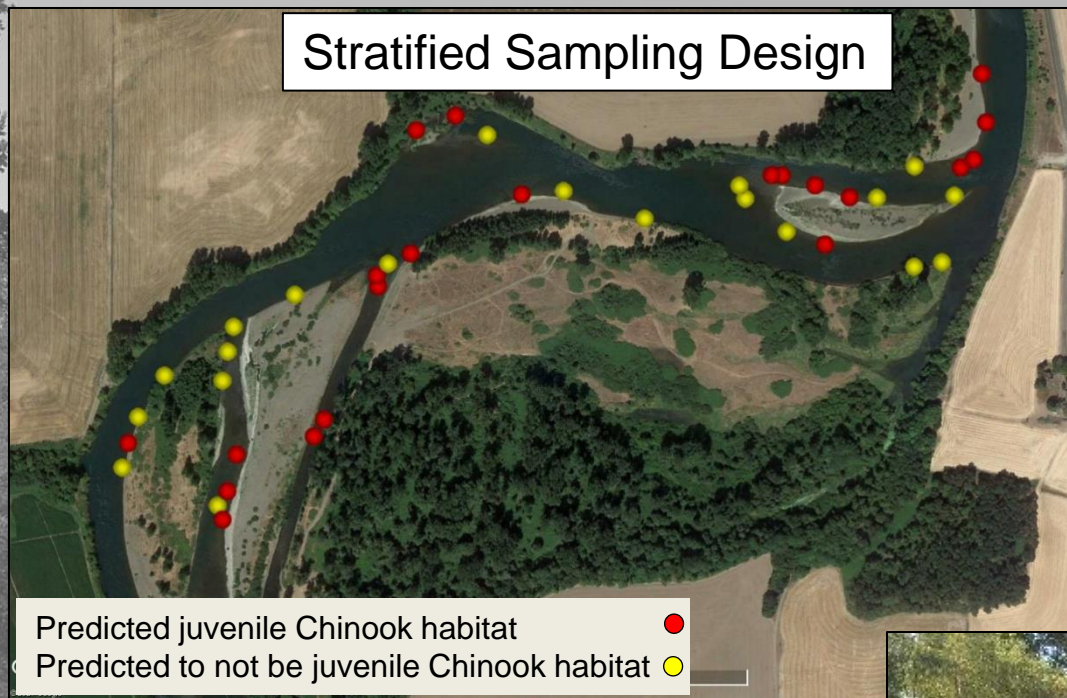 Stratified Sampling Design
Predicted juvenile Chinook habitat
Predicted to not be juvenile Chinook habitat